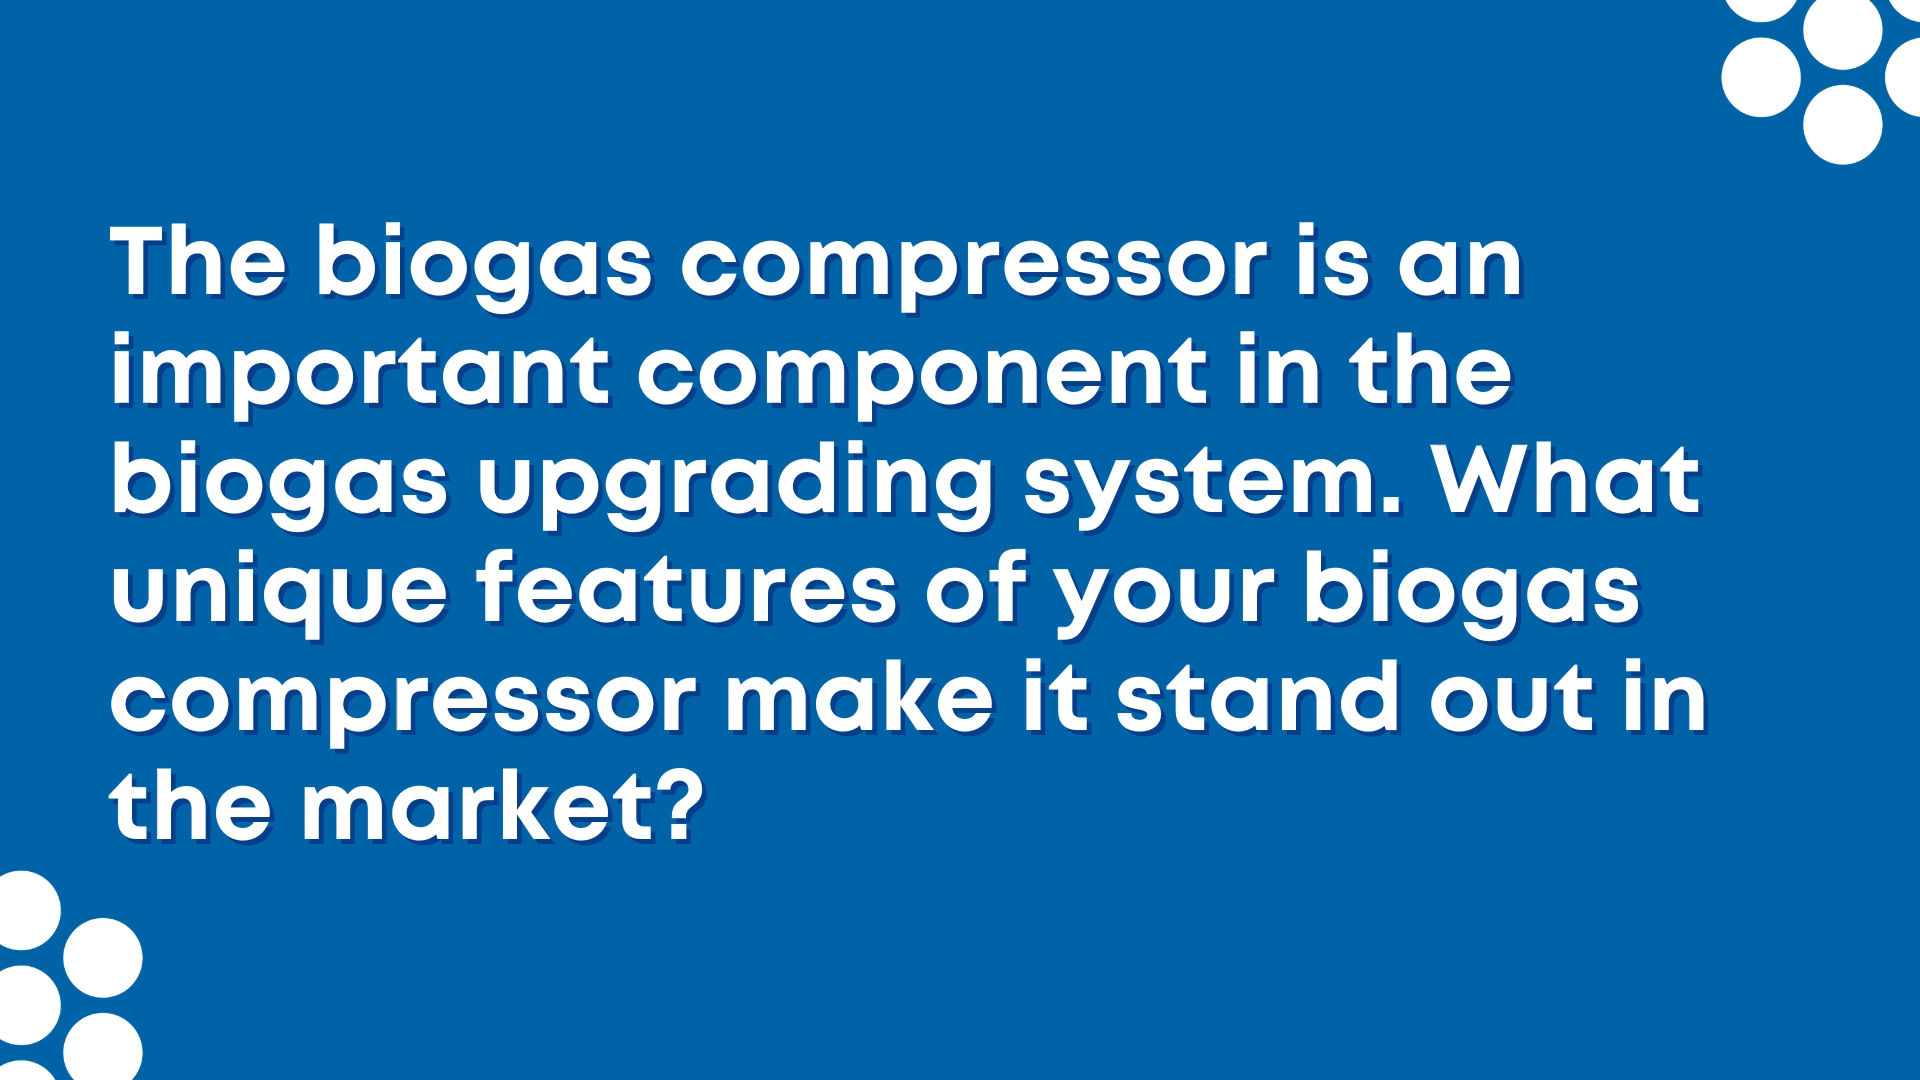 The biogas compressor is an
important component in the
biogas upgrading system. What
unique features of your biogas
compressor make it stand out in
the market?